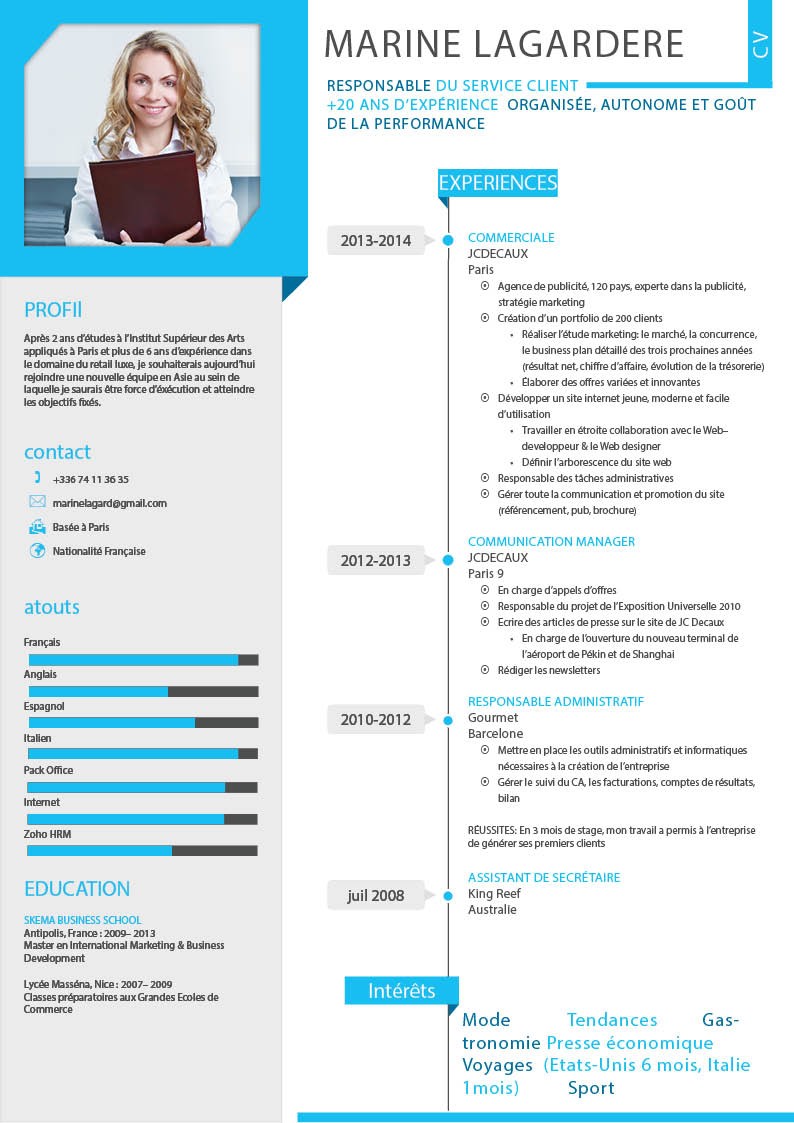 MARINE LAGARDERE
CV
RESPONSABLE DU SERVICE CLIENT
+20 ANS D'EXPÉRIENCE ORGANISÉE, AUTONOME ET GOÛT
DE LA PERFORMANCE
PROFIl
Après 2 ans d'études à l'Institut Supérieur des Arts
appliqués à Paris et plus de 6 ans d'expérience dans
le domaine du retail luxe, je souhaiterais aujourd'hui
rejoindre une nouvelle équipe en Asie au sein de
laquelle je saurais être force d'éxécution et atteindre
les objectifs fixés.
contact
+336 74 11 36 35
marinelagard@gmail.com
Basée à Paris
Nationalité Française
atouts
Français
Anglais
Espagnol
Italien
Pack Office
Internet
Zoho HRM
EDUCATION
SKEMA BUSINESS SCHOOL
Antipolis, France : 2009– 2013
Master en International Marketing & Business
Development
Lycée Masséna, Nice : 2007– 2009
Classes préparatoires aux Grandes Ecoles de
Commerce
EXPERIENCES
2013-2014
COMMERCIALE
JCDECAUX
Paris
Agence de publicité, 120 pays, experte dans la publicité,
stratégie marketing
Création d'un portfolio de 200 clients
• Réaliser l'étude marketing: le marché, la concurrence,
le business plan détaillé des trois prochaines années
(résultat net, chiffre d'affaire, évolution de la trésorerie)
• Élaborer des offres variées et innovantes
Développer un site internet jeune, moderne et facile
d'utilisation
• Travailler en étroite collaboration avec le Web–
developpeur & le Web designer
• Définir l'arborescence du site web
Responsable des tâches administratives
Gérer toute la communication et promotion du site
(référencement, pub, brochure)
2012-2013
COMMUNICATION MANAGER
JCDECAUX
Paris 9
En charge d'appels d'offres
Responsable du projet de l'Exposition Universelle 2010
Ecrire des articles de presse sur le site de JC Decaux
• En charge de l'ouverture du nouveau terminal de
l'aéroport de Pékin et de Shanghai
Rédiger les newsletters
2010-2012
RESPONSABLE ADMINISTRATIF
Gourmet
Barcelone
Mettre en place les outils administratifs et informatiques
nécessaires à la création de l'entreprise
Gérer le suivi du CA, les facturations, comptes de résultats,
bilan
RÉUSSITES: En 3 mois de stage, mon travail a permis à l'entreprise
de générer ses premiers clients
juil 2008
ASSISTANT DE SECRÉTAIRE
King Reef
Australie
Intérêts
Mode Tendances Gas-
tronomie Presse économique
Voyages (Etats-Unis 6 mois, Italie
1mois) Sport